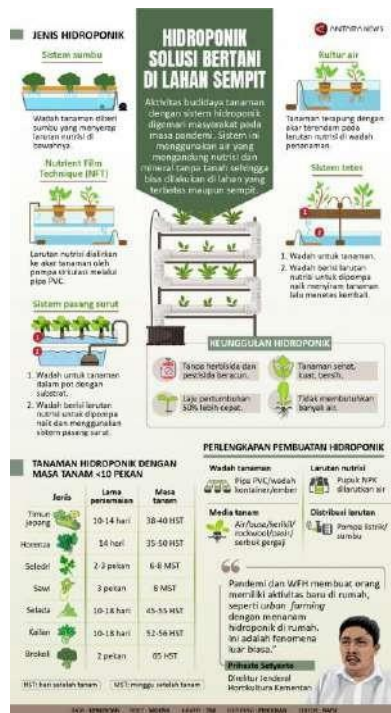 ANTARA NEWS
HIDROPONIK
SOLUSI BERTANI
DI LAHAN SEMPIT
Aktivitas budidaya tanaman
dengan sistem hidroponik
digemari masyarakat pada
masa pandemi. Sistem ini
menggunakan air yang
mengandung nutrisi dan
mineral tanpa tanah sehingga
bisa dilakukan di lahan yang
terbatas maupun sempit.
JENIS HIDROPONIK
Sistem sumbu
Wadah tanaman diberi
sumbu yang menyerap
larutan nutrisi di
bawahnya.
Nutrient Film
Technique (NFT)
Larutan nutrisi dialirkan
ke akar tanaman oleh
pompa sirkulasi melalui
pipa PVC.
Sistem pasang surut
1
2
1. Wadah untuk tanaman
dalam pot dengan
substrat.
2. Wadah berisi larutan
nutrisi untuk dipompa
naik dan menggunakan
sistem pasang surut.
Kultur air
Tanaman terapung dengan
akar terendam pada
larutan nutrisi di wadah
penanaman.
Sistem tetes
1
2
1. Wadah untuk tanaman.
2. Wadah berisi larutan
nutrisi untuk dipompa
naik menyiram tanaman
lalu menetes kembali.
KEUNGGULAN HIDROPONIK
Tanpa herbisida dan
pestisida beracun.
Tanaman sehat,
kuat, bersih.
Laju pertumbuhan
50% lebih cepat.
Tidak membutuhkan
banyak air.
TANAMAN HIDROPONIK DENGAN
MASA TANAM <10 PEKAN
Jenis
Lama
persemaian
Masa
tanam
Timun
Jepang
10-14 hari
38-40 HST
Horenzo
14 hari
35-50 HST
Seledri
2-3 pekan
6-8 MST
Sawi
3 pekan
6 MST
Selada
10-18 hari
45-55 HST
Kailan
10-18 hari
52-56 HST
Brokoli
2 pekan
HST
HST: hari setelah tanam
MST: minggu setelah tanam
PERLENGKAPAN PEMBUATAN HIDROPONIK
Wadah tanaman
Pipa PVC/wadah
kontainer/ember
Larutan nutrisi
Pupuk NPK
dilarutkan air
Media tanam
Air/busa/kerikil/
rockwool/pasir/
serbuk gergaji
Distribusi larutan
Pompa listrik/
sumbu
Pandemi dan WFH membuat orang
memiliki aktivitas baru di rumah,
seperti urban farming
dengan menanam
hidroponik di rumah.
Ini adalah fenomena
luar biasa."
Prihasto Setyanto
Direktur Jenderal
Hortikultura Kementan